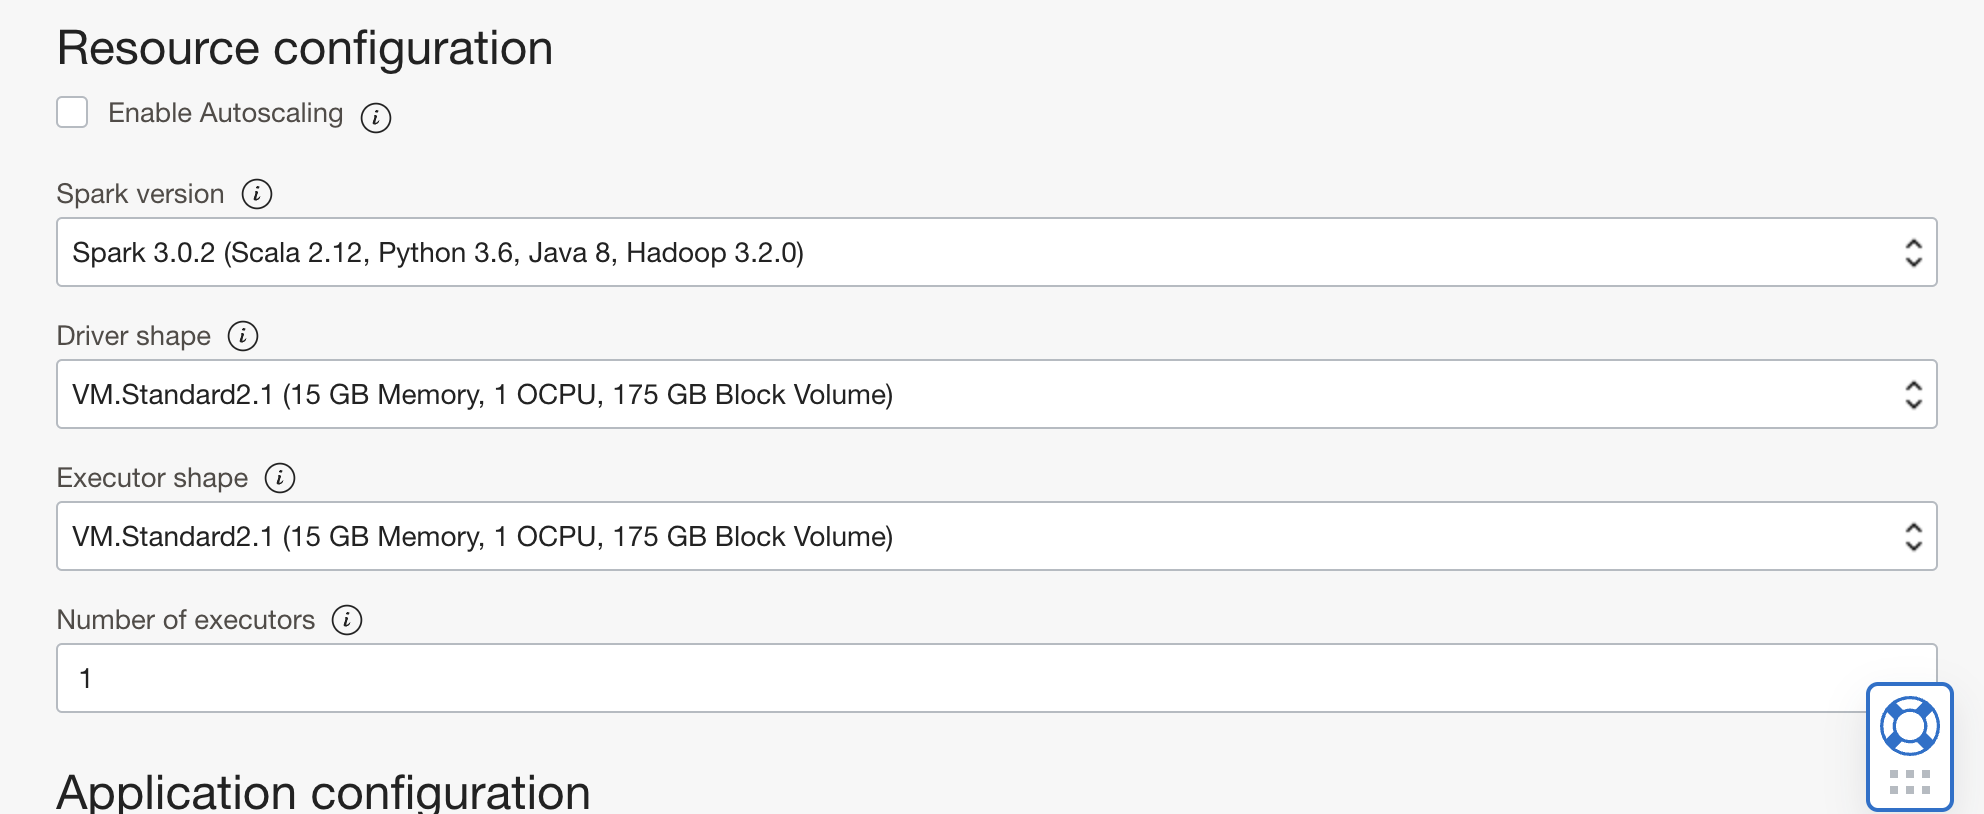 Resource configuration
Enable Autoscaling i
Spark version i
Spark 3.0.2 (Scala 2.12, Python 3.6, Java 8, Hadoop 3.2.0)
Driver shape i
VM.Standard2.1 (15 GB Memory, 1 OCPU, 175 GB Block Volume)
Executor shape i
VM.Standard2.1 (15 GB Memory, 1 OCPU, 175 GB Block Volume)
Number of executors i
1
Application configuration